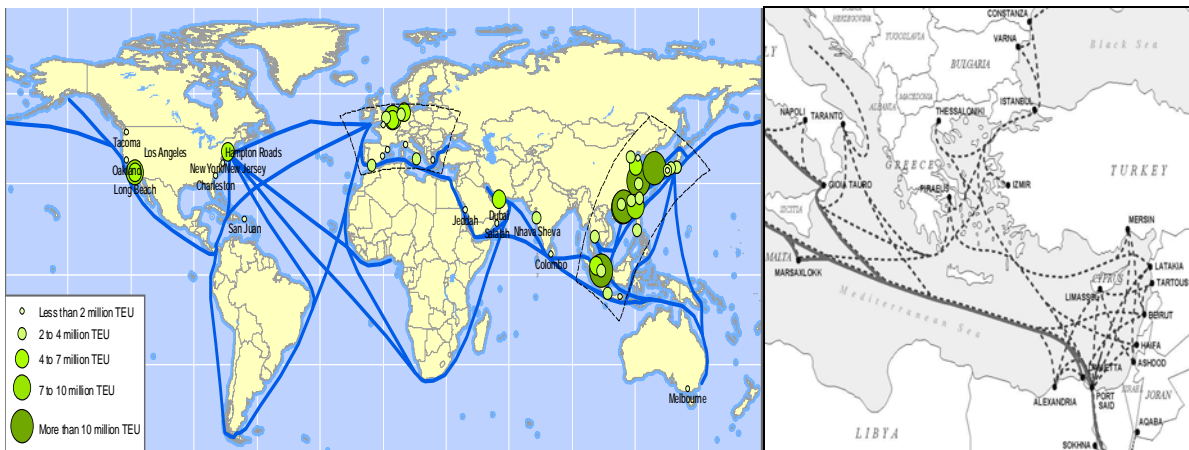 Tacoma
Los Angeles
Oakland
Long Beach
Hampton Roads
New York/New Jersey
Charleston
San Juan
Jeddah
Dubai
Salalah
Nhava Sheva
Colombo
Melbourne
Less than 2 million TEU
2 to 4 million TEU
4 to 7 million TEU
7 to 10 million TEU
More than 10 million TEU
CONSTANZA
YUGOSLAVIA
VARNA
Black Sea
BULGARIA
MACEDONIA
ALBANIA
NAPOLI
TARANTO
THESSALONIKI
ISTANBUL
GREECE
TURKEY
GIOIA TAURO
PIRAEUS
IZMIR
MERSIN
MALTA
MARSAXLOKK
LATAKIA
CYPRUS
TARTOUS
LIMASSOL
Mediterranean Sea
BEIRUT
HAIFA
ASHDOD
DAMIETTA
ISRAEL
ALEXANDRIA
PORT
SAID
JORAN
AQABA
LIBYA
SOKHNA